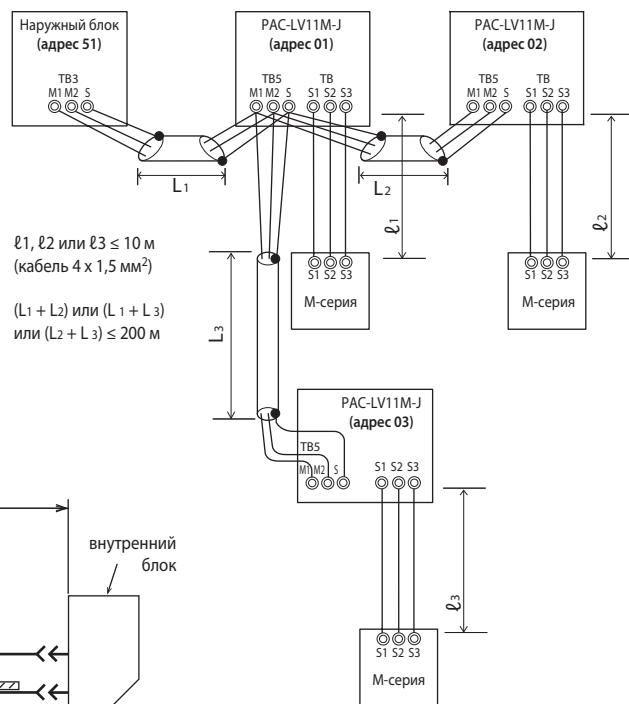 Наружный блок
(адрес 51)
TB3
M1 M2 S
PAC-LV11M-J
(адрес 01)
TB5 TB
M1 M2 S S1 S2 S3
PAC-LV11M-J
(адрес 02)
TB5 TB
M1 M2 S S1 S2 S3
L1
L2
ℓ1
ℓ2
ℓ1, ℓ2 или ℓ3 ≤ 10 м
(кабель 4 x 1,5 мм²)
(L1 + L2) или (L 1 + L 3)
или (L2 + L 3) ≤ 200 м
S1 S2 S3
М-серия
S1 S2 S3
М-серия
L3
PAC-LV11M-J
(адрес 03)
TB5
M1 M2 S S1 S2 S3
внутренний
блок
ℓ3
S1 S2 S3
М-серия